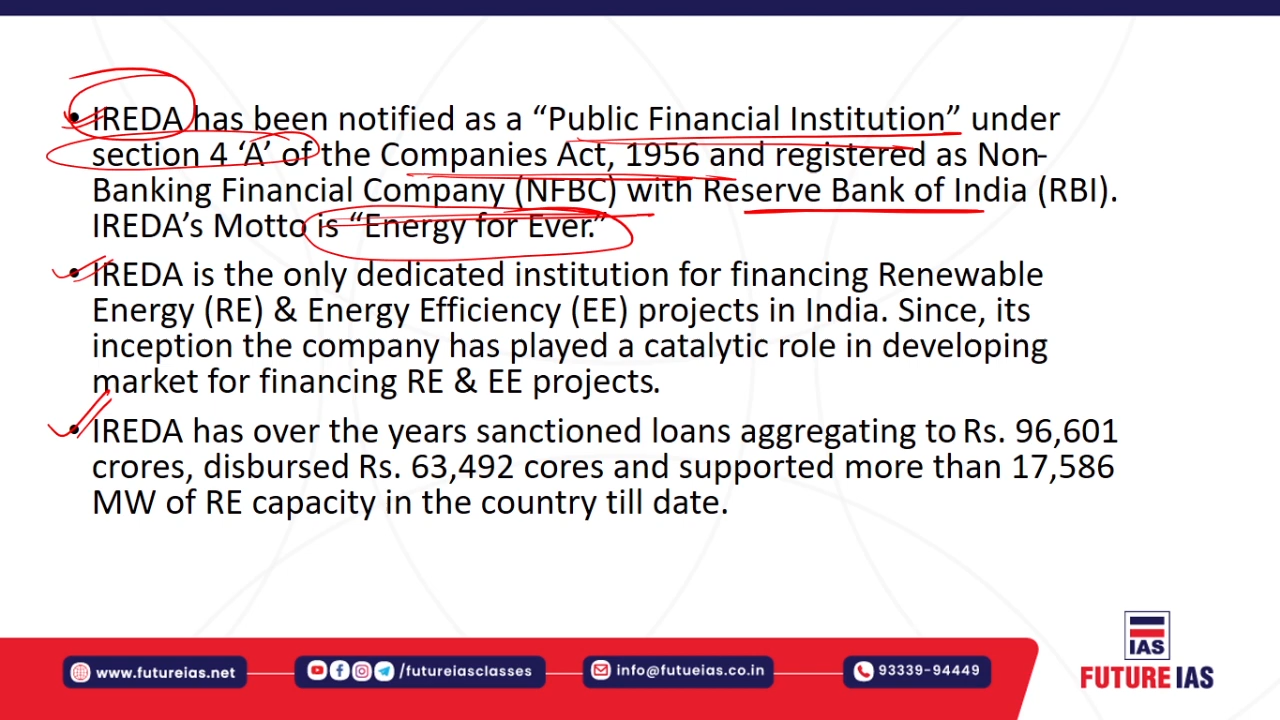 • IREDA has been notified as a “Public Financial Institution” under
section 4 ‘A’ of the Companies Act, 1956 and registered as Non-
Banking Financial Company (NFBC) with Reserve Bank of India (RBI).
IREDA’s Motto is “Energy for Ever.”
• IREDA is the only dedicated institution for financing Renewable
Energy (RE) & Energy Efficiency (EE) projects in India. Since, its
inception the company has played a catalytic role in developing
market for financing RE & EE projects.
• IREDA has over the years sanctioned loans aggregating to Rs. 96,601
crores, disbursed Rs. 63,492 cores and supported more than 17,586
MW of RE capacity in the country till date.
IAS
FUTURE IAS
www.futureias.net
/futureiasclasses
info@futueias.co.in
93339-94449